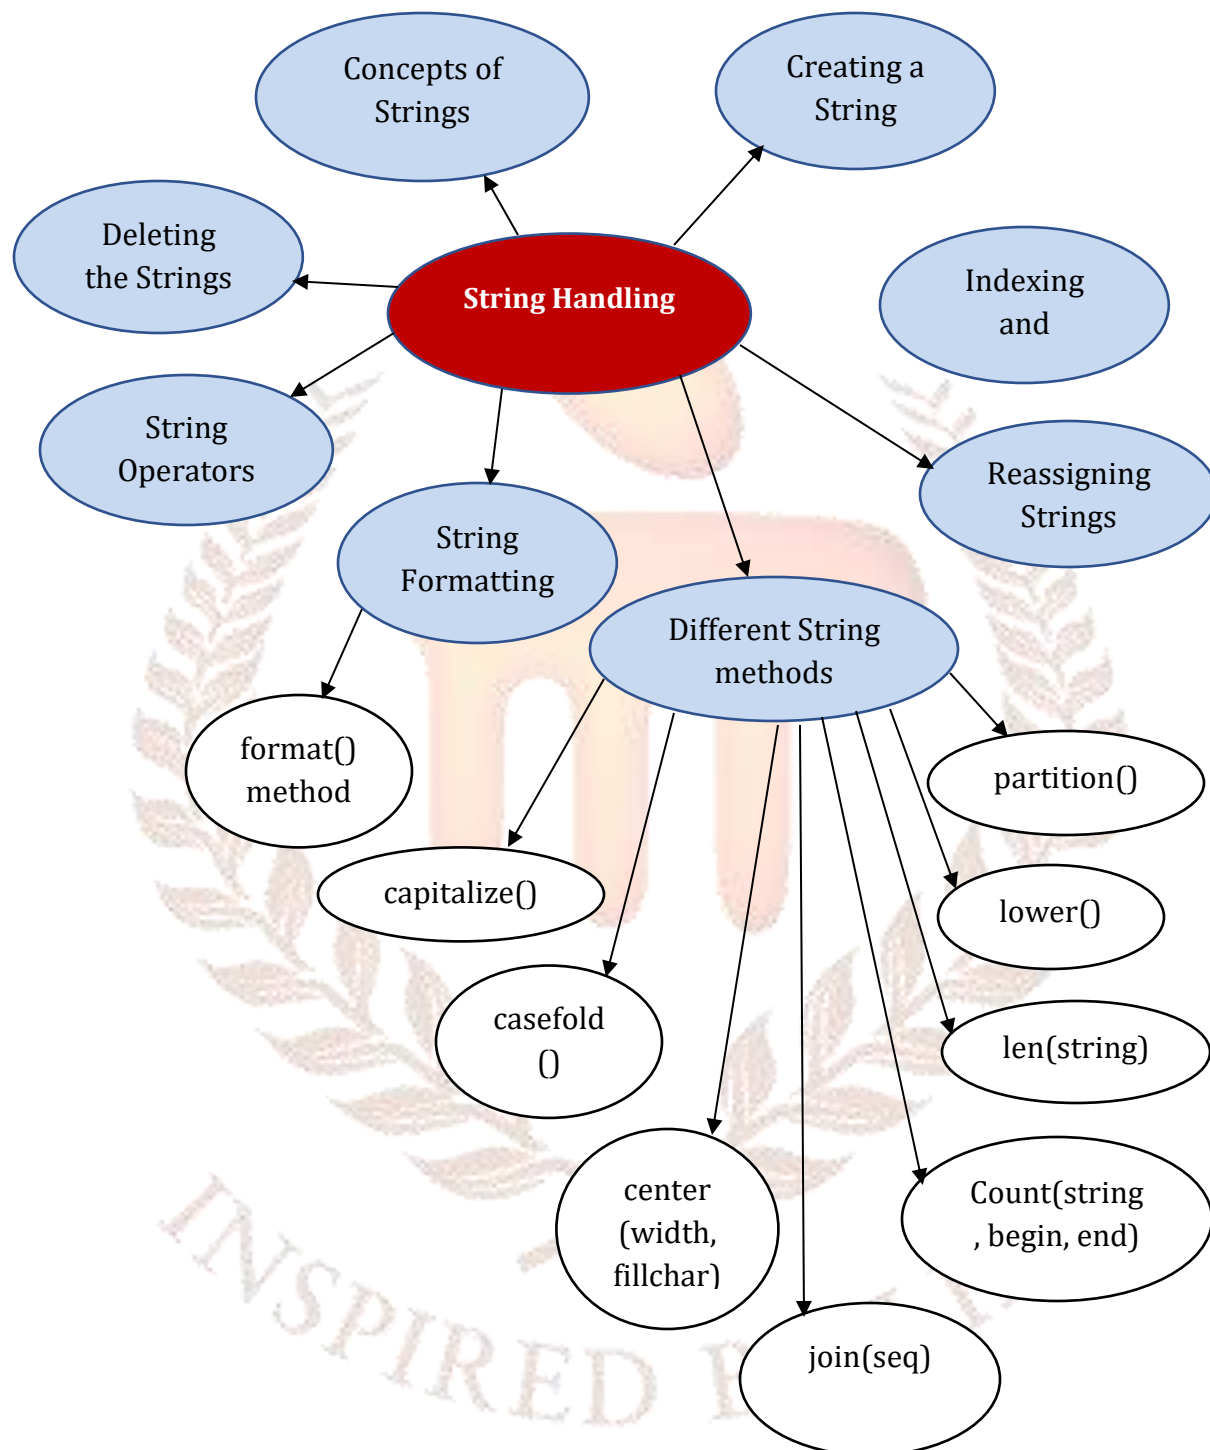 Concepts of
Strings
Creating a
String
Deleting
the Strings
String Handling
Indexing
and
String
Operators
Reassigning
Strings
String
Formatting
Different String
methods
format()
method
partition()
capitalize()
lower()
casefold
()
len(string)
center
(width,
fillchar)
Count(string
, begin, end)
join(seq)
INSPIRED